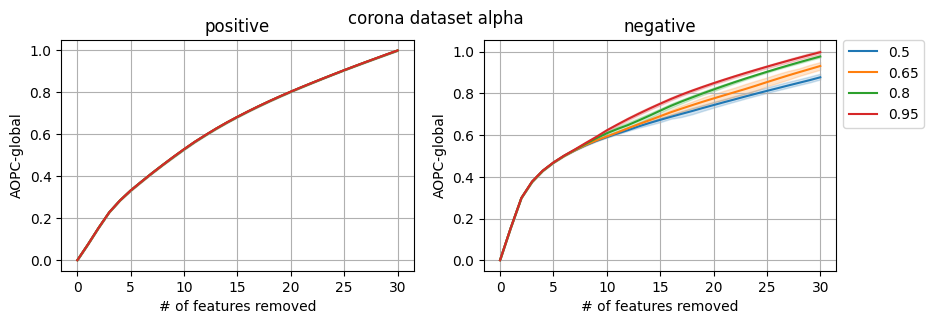 corona dataset alpha
positive
AOPC-global
1.0
0.8
0.6
0.4
0.2
0.0
0 5 10 15 20 25 30
# of features removed
negative
AOPC-global
1.0
0.8
0.6
0.4
0.2
0.0
0 5 10 15 20 25 30
# of features removed
0.5
0.65
0.8
0.95